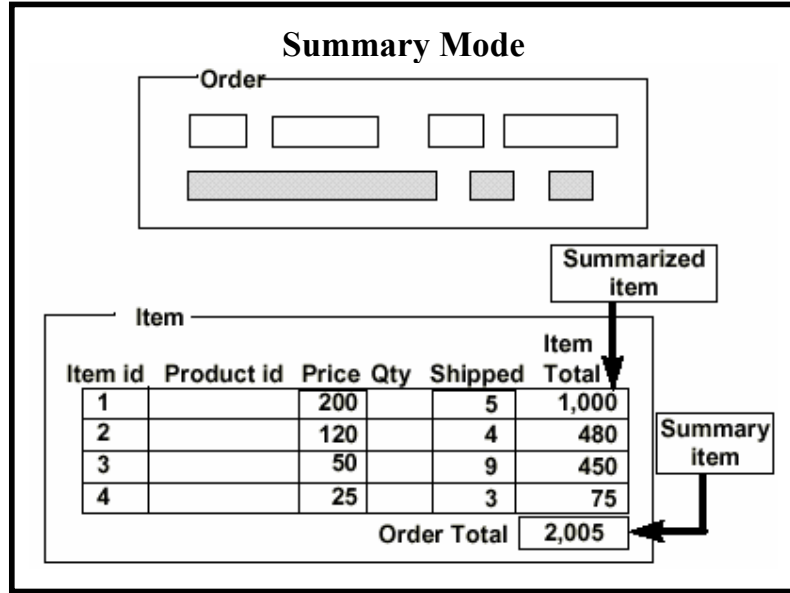 Summary Mode
Order
Summarized
item
Item
Item
Item id Product id Price Qty Shipped Total
1 200 5 1,000
2 120 4 480
3 50 9 450
4 25 3 75
Summary
item
Order Total 2,005